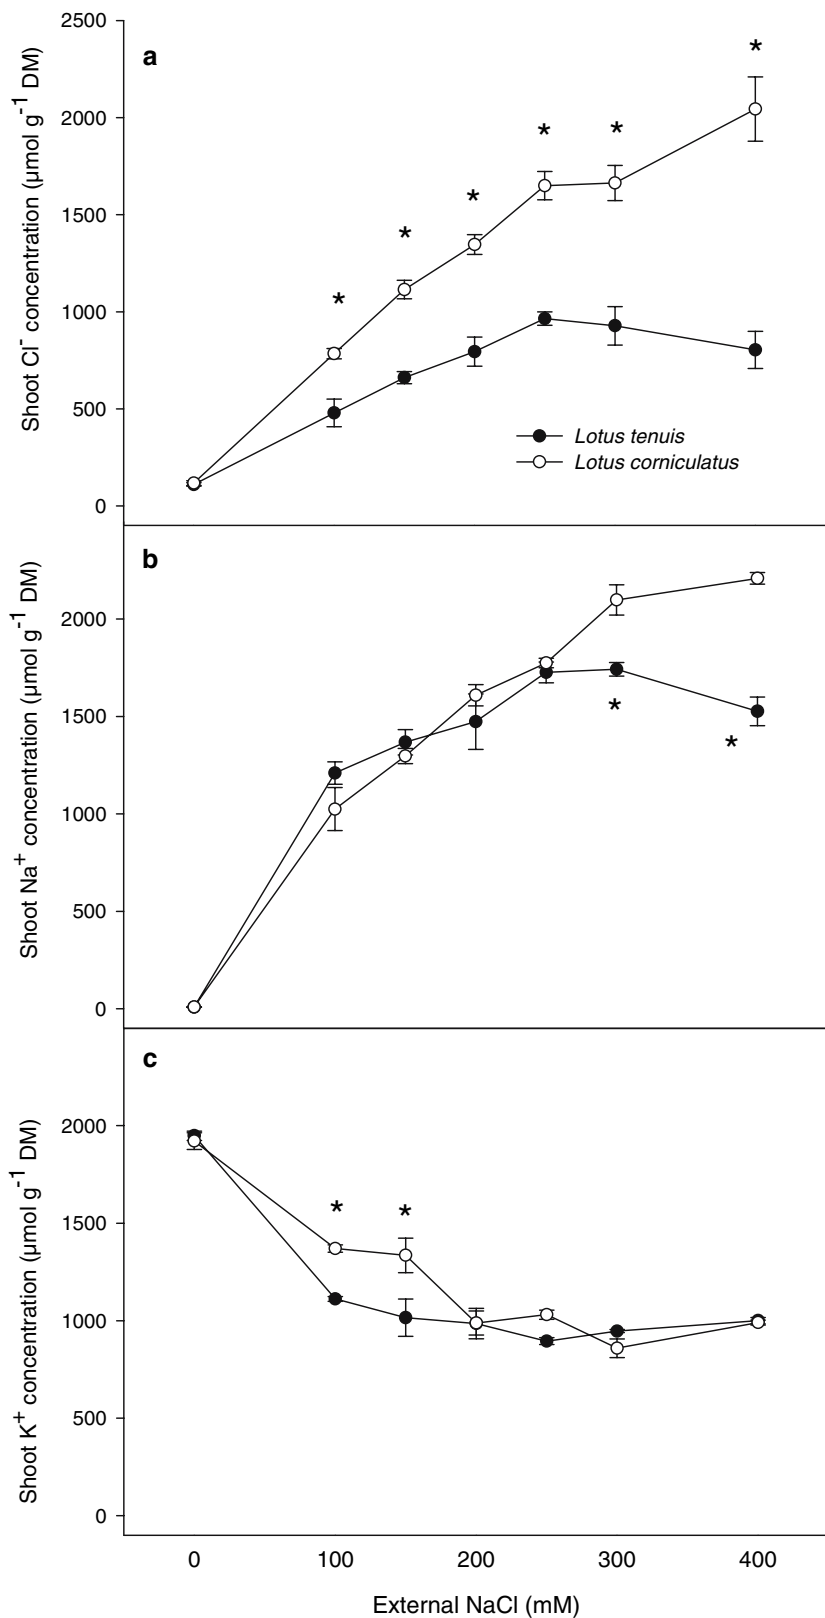 a
Shoot Cl⁻ concentration (μmol g⁻¹ DM)
2500
2000
1500
1000
500
0
*
*
*
*
*
*
Lotus tenuis
Lotus corniculatus
b
Shoot Na⁺ concentration (μmol g⁻¹ DM)
2000
1500
1000
500
0
*
*
c
Shoot K⁺ concentration (μmol g⁻¹ DM)
2000
1500
1000
500
0
*
*
0 100 200 300 400
External NaCl (mM)